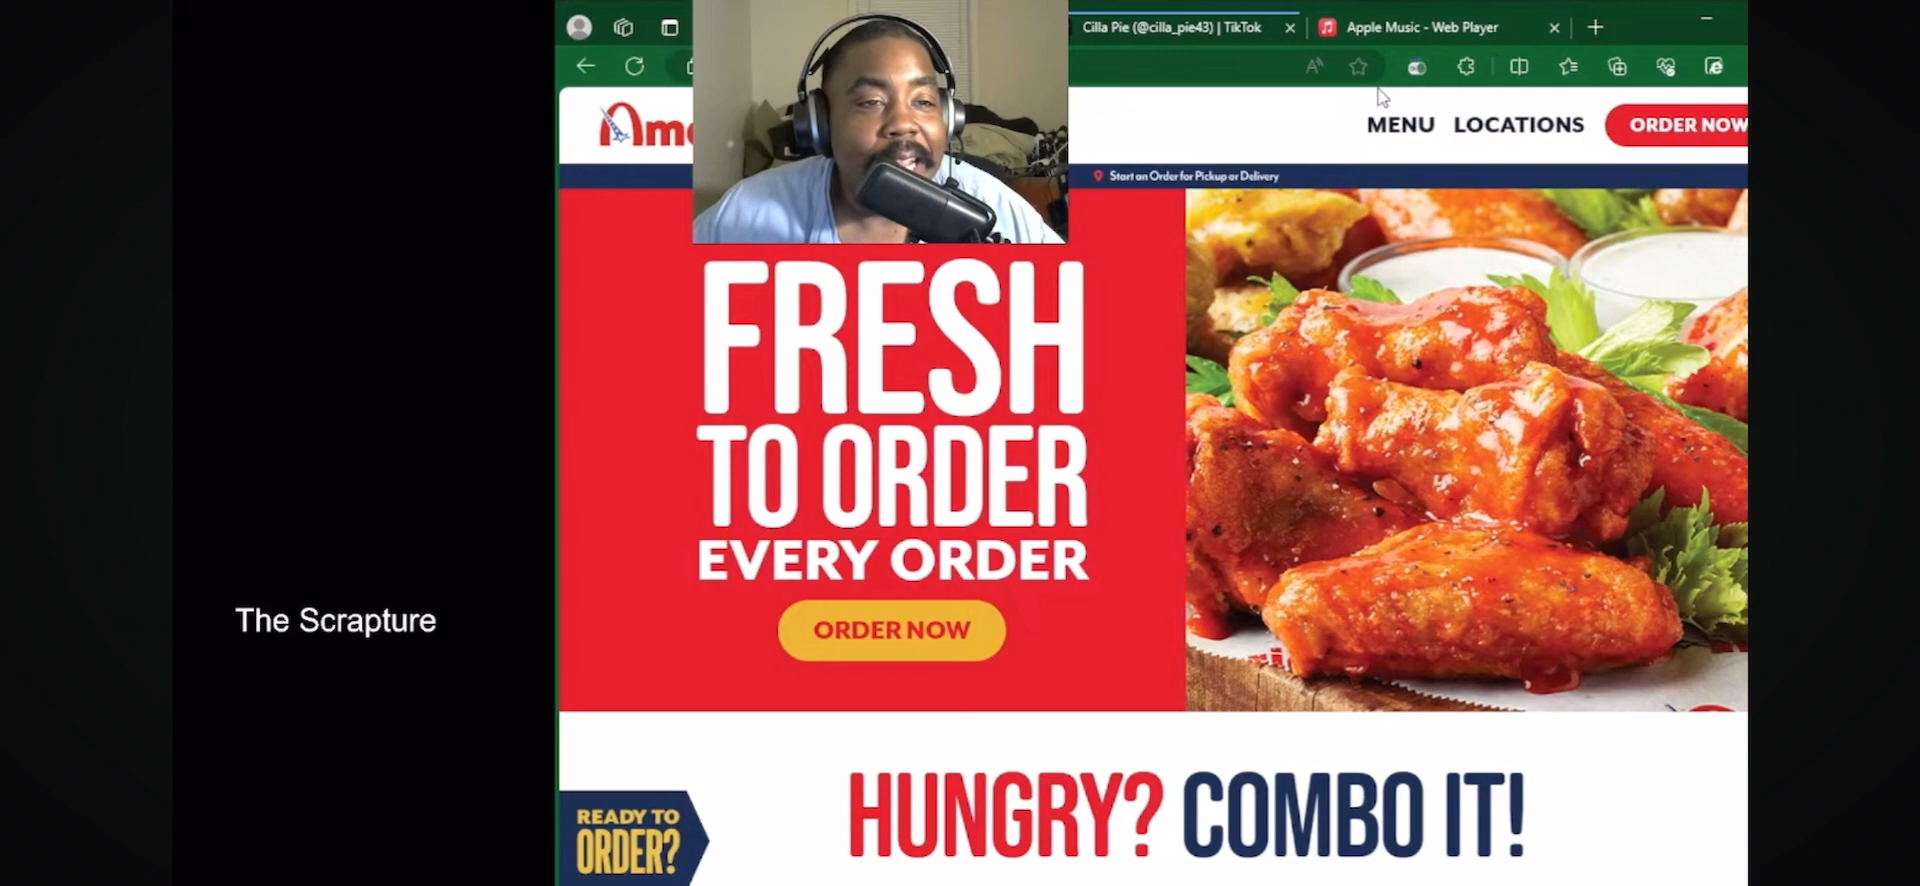 Cilla Pie (@cilla_pie43) | TikTok
Apple Music - Web Player
Ame
MENU LOCATIONS ORDER NOW
Start an Order for Pickup or Delivery
FRESH
TO ORDER
EVERY ORDER
ORDER NOW
The Scrapture
HUNGRY? COMBO IT!
READY TO
ORDER?